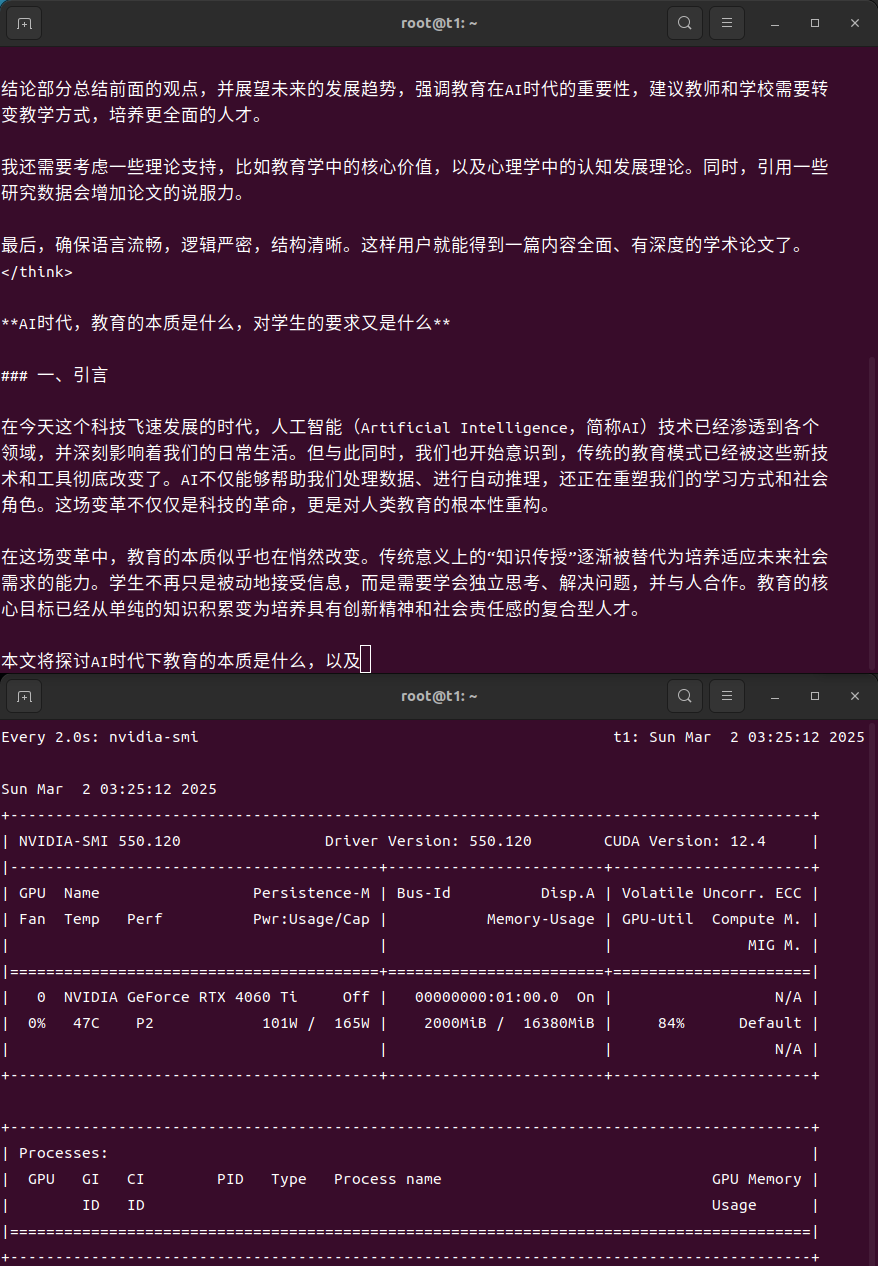 root@t1: ~
结论部分总结前面的观点，并展望未来的发展趋势，强调教育在AI时代的重要性，建议教师和学校需要转
变教学方式，培养更全面的人才。
我还需要考虑一些理论支持，比如教育学中的核心价值，以及心理学中的认知发展理论。同时，引用一些
研究数据会增加论文的说服力。
最后，确保语言流畅，逻辑严密，结构清晰。这样用户就能得到一篇内容全面、有深度的学术论文了。
</think>
**AI时代，教育的本质是什么，对学生的要求又是什么**
### 一、引言
在今天这个科技飞速发展的时代，人工智能（Artificial Intelligence，简称AI）技术已经渗透到各个
领域，并深刻影响着我们的日常生活。但与此同时，我们也开始意识到，传统的教育模式已经被这些新技
术和工具彻底改变了。AI不仅能够帮助我们处理数据、进行自动推理，还正在重塑我们的学习方式和社会
角色。这场变革不仅仅是科技的革命，更是对人类教育的根本性重构。
在这场变革中，教育的本质似乎也在悄然改变。传统意义上的“知识传授”逐渐被替代为培养适应未来社会
需求的能力。学生不再只是被动地接受信息，而是需要学会独立思考、解决问题，并与人合作。教育的核
心目标已经从单纯的知识积累变为培养具有创新精神和社会责任感的复合型人才。
本文将探讨AI时代下教育的本质是什么，以及
root@t1: ~
Every 2.0s: nvidia-smi t1: Sun Mar  2 03:25:12 2025
Sun Mar  2 03:25:12 2025
+-----------------------------------------------------------------------------------------+
| NVIDIA-SMI 550.120                Driver Version: 550.120        CUDA Version: 12.4     |
|-----------------------------------------+------------------------+----------------------+
| GPU  Name                 Persistence-M | Bus-Id          Disp.A | Volatile Uncorr. ECC |
| Fan  Temp   Perf          Pwr:Usage/Cap |           Memory-Usage | GPU-Util  Compute M. |
|                                         |                        |               MIG M. |
|=========================================+========================+======================|
|   0  NVIDIA GeForce RTX 4060 Ti     Off |   00000000:01:00.0  On |                  N/A |
|  0%   47C    P2            101W /  165W |    2000MiB /  16380MiB |     84%      Default |
|                                         |                        |                  N/A |
+-----------------------------------------+------------------------+----------------------+
+-----------------------------------------------------------------------------------------+
| Processes:                                                                              |
|  GPU   GI   CI        PID   Type   Process name                              GPU Memory |
|        ID   ID                                                               Usage      |
|=========================================================================================|
+-----------------------------------------------------------------------------------------+